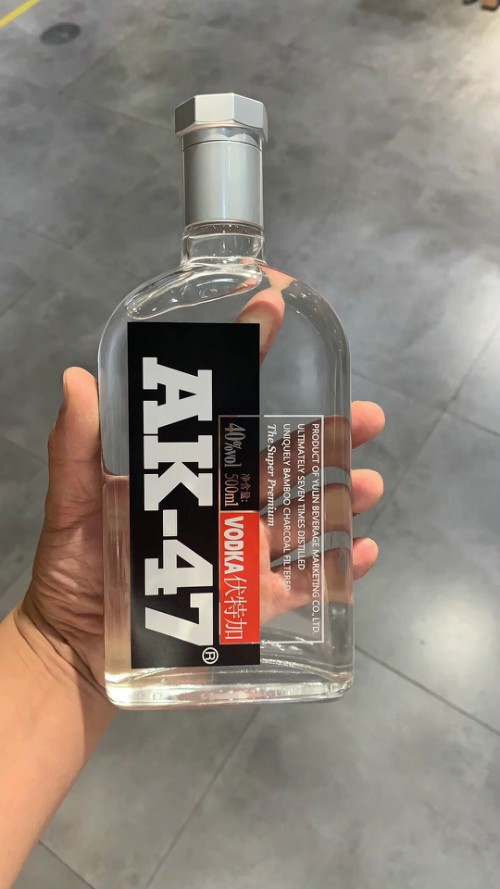 AK-47®
40%vol
净含量:
500ml
VODKA伏特加
The Super Premium
UNIQUELY BAMBOO CHARCOAL FILTERED
ULTIMATELY SEVEN TIMES DISTILLED
PRODUCT OF YULIN BEVERAGE MARKETING CO., LTD.